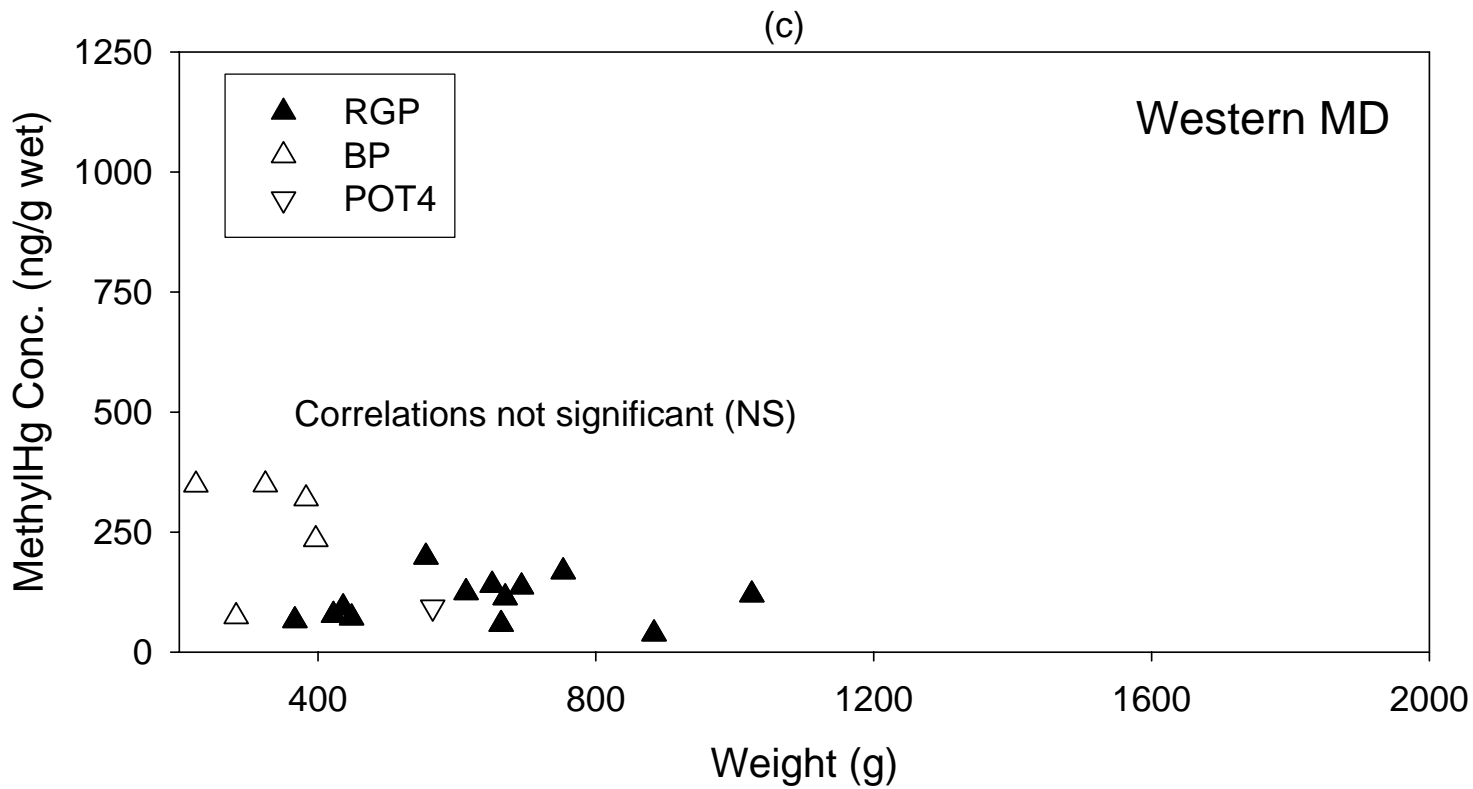 (c)
1250
1000
750
500
250
0
MethylHg Conc. (ng/g wet)
RGP
BP
POT4
Western MD
Correlations not significant (NS)
400
800
1200
1600
2000
Weight (g)